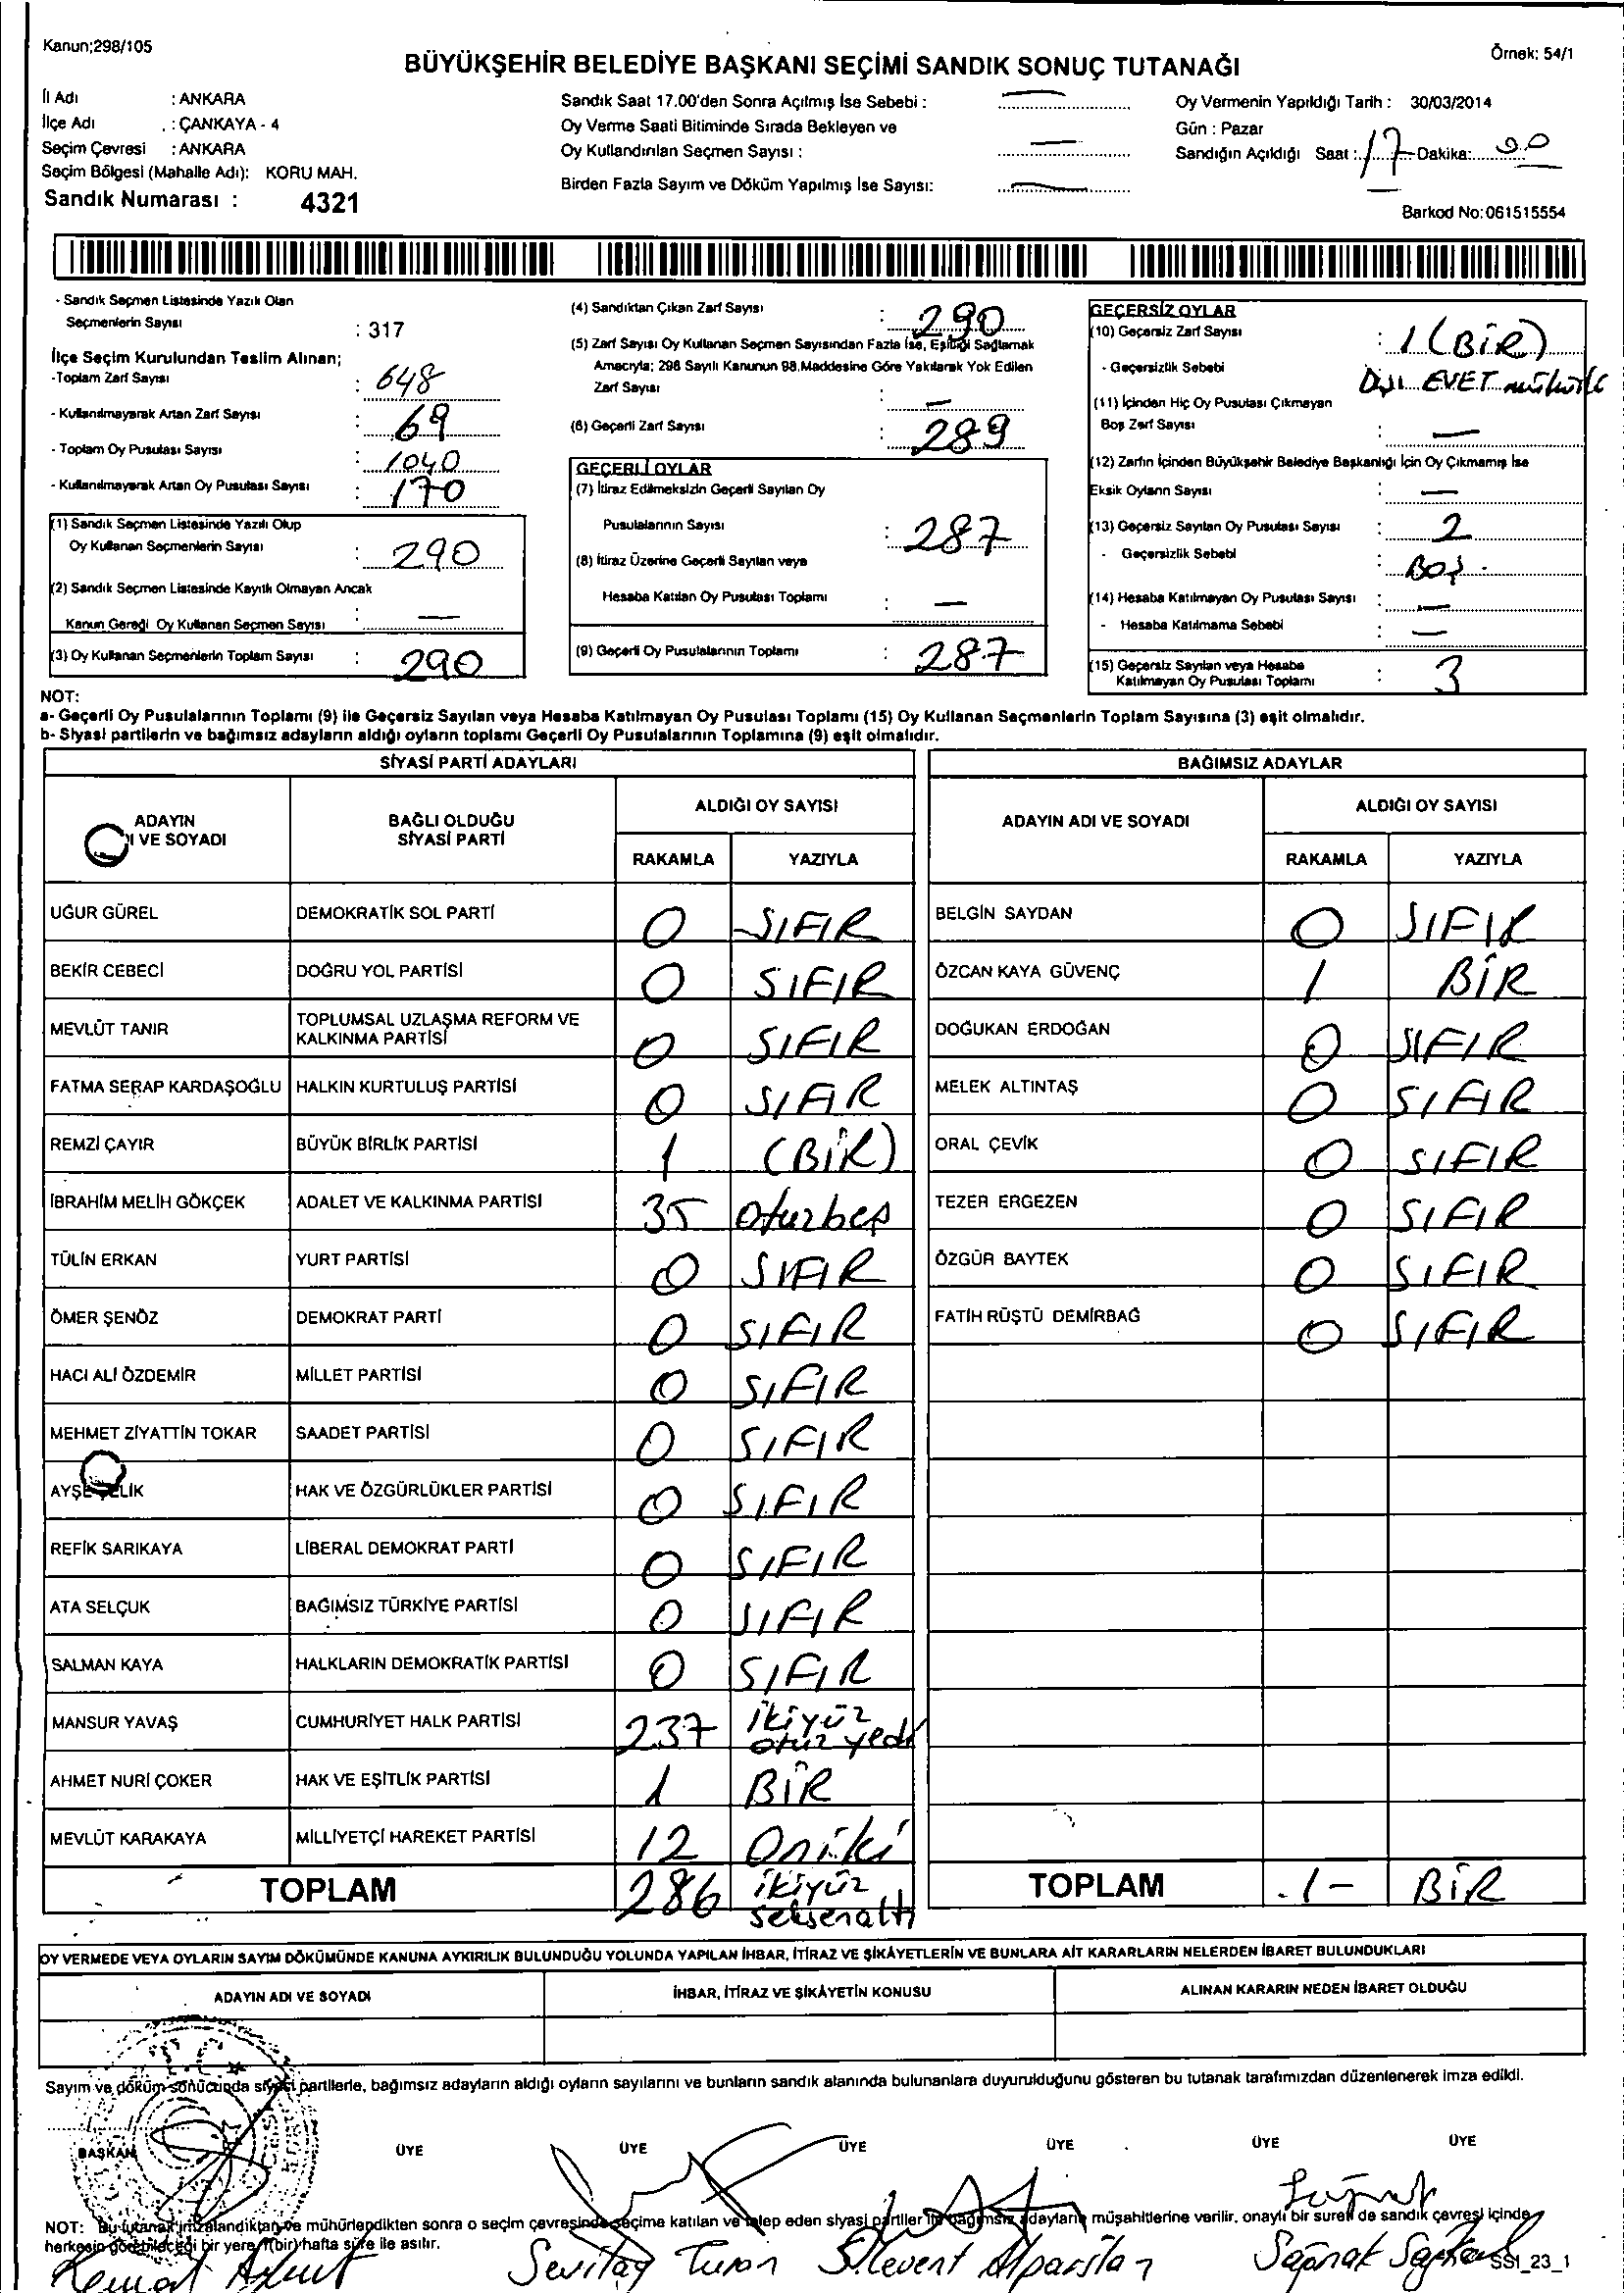 Kanun;298/105
Örnek: 54/1
BÜYÜKŞEHİR BELEDİYE BAŞKANI SEÇİMİ SANDIK SONUÇ TUTANAĞI
İl Adı : ANKARA
İlçe Adı : ÇANKAYA - 4
Seçim Çevresi : ANKARA
Seçim Bölgesi (Mahalle Adı): KORU MAH.
Sandık Numarası : 4321
Sandık Saat 17.00'den Sonra Açılmış İse Sebebi : —
Oy Verme Saati Bitiminde Sırada Bekleyen ve
Oy Kullandırılan Seçmen Sayısı : —
Birden Fazla Sayım ve Döküm Yapılmış İse Sayısı: —
Oy Vermenin Yapıldığı Tarih : 30/03/2014
Gün : Pazar
Sandığın Açıldığı Saat : 17 Dakika: 00
Barkod No:061515554
- Sandık Seçmen Listesinde Yazılı Olan
Seçmenlerin Sayısı : 317
İlçe Seçim Kurulundan Teslim Alınan;
-Toplam Zarf Sayısı : 648
- Kullanılmayarak Artan Zarf Sayısı : 69
- Toplam Oy Pusulası Sayısı : 1040
- Kullanılmayarak Artan Oy Pusulası Sayısı : 170
(1) Sandık Seçmen Listesinde Yazılı Olup
Oy Kullanan Seçmenlerin Sayısı : 290
(2) Sandık Seçmen Listesinde Kayıtlı Olmayan Ancak
Kanun Gereği Oy Kullanan Seçmen Sayısı : —
(3) Oy Kullanan Seçmenlerin Toplam Sayısı : 290
(4) Sandıktan Çıkan Zarf Sayısı : 290
(5) Zarf Sayısı Oy Kullanan Seçmen Sayısından Fazla İse, Eşitliği Sağlamak
Amacıyla; 298 Sayılı Kanunun 98.Maddesine Göre Yakılarak Yok Edilen
Zarf Sayısı : —
(6) Geçerli Zarf Sayısı : 289
GEÇERLİ OYLAR
(7) İtiraz Edilmeksizin Geçerli Sayılan Oy
Pusulalarının Sayısı : 287
(8) İtiraz Üzerine Geçerli Sayılan veya
Hesaba Katılan Oy Pusulası Toplamı : —
(9) Geçerli Oy Pusulalarının Toplamı : 287
GEÇERSİZ OYLAR
(10) Geçersiz Zarf Sayısı : 1 (BİR)
- Geçersizlik Sebebi Dışı EVET mühürlü
(11) İçinden Hiç Oy Pusulası Çıkmayan
Boş Zarf Sayısı : —
(12) Zarfın İçinden Büyükşehir Belediye Başkanlığı İçin Oy Çıkmamış İse
Eksik Oyların Sayısı : —
(13) Geçersiz Sayılan Oy Pusulası Sayısı : 2
- Geçersizlik Sebebi : BOŞ.
(14) Hesaba Katılmayan Oy Pusulası Sayısı : —
- Hesaba Katılmama Sebebi : —
(15) Geçersiz Sayılan veya Hesaba
Katılmayan Oy Pusulası Toplamı : 3
NOT:
a- Geçerli Oy Pusulalarının Toplamı (9) ile Geçersiz Sayılan veya Hesaba Katılmayan Oy Pusulası Toplamı (15) Oy Kullanan Seçmenlerin Toplam Sayısına (3) eşit olmalıdır.
b- Siyasi partilerin ve bağımsız adayların aldığı oyların toplamı Geçerli Oy Pusulalarının Toplamına (9) eşit olmalıdır.
SİYASİ PARTİ ADAYLARI
ADAYIN
I VE SOYADI
BAĞLI OLDUĞU
SİYASİ PARTİ
ALDIĞI OY SAYISI
RAKAMLA YAZIYLA
UĞUR GÜREL DEMOKRATİK SOL PARTİ 0 SIFIR
BEKİR CEBECİ DOĞRU YOL PARTİSİ 0 SIFIR
MEVLÜT TANIR TOPLUMSAL UZLAŞMA REFORM VE
KALKINMA PARTİSİ 0 SIFIR
FATMA SERAP KARDAŞOĞLU HALKIN KURTULUŞ PARTİSİ 0 SIFIR
REMZİ ÇAYIR BÜYÜK BİRLİK PARTİSİ 1 (BİR)
İBRAHİM MELİH GÖKÇEK ADALET VE KALKINMA PARTİSİ 35 Oturbeş
TÜLİN ERKAN YURT PARTİSİ 0 SIFIR
ÖMER ŞENÖZ DEMOKRAT PARTİ 0 SIFIR
HACI ALİ ÖZDEMİR MİLLET PARTİSİ 0 SIFIR
MEHMET ZİYATTİN TOKAR SAADET PARTİSİ 0 SIFIR
AYŞE ÇELİK HAK VE ÖZGÜRLÜKLER PARTİSİ 0 SIFIR
REFİK SARIKAYA LİBERAL DEMOKRAT PARTİ 0 SIFIR
ATA SELÇUK BAĞIMSIZ TÜRKİYE PARTİSİ 0 SIFIR
SALMAN KAYA HALKLARIN DEMOKRATİK PARTİSİ 0 SIFIR
MANSUR YAVAŞ CUMHURİYET HALK PARTİSİ 237 ikiyüz
otuz yedi
AHMET NURİ ÇOKER HAK VE EŞİTLİK PARTİSİ 1 BİR
MEVLÜT KARAKAYA MİLLİYETÇİ HAREKET PARTİSİ 12 Oniki
TOPLAM 286 ikiyüz
seksenaltı
BAĞIMSIZ ADAYLAR
ADAYIN ADI VE SOYADI
ALDIĞI OY SAYISI
RAKAMLA YAZIYLA
BELGİN SAYDAN 0 SIFIR
ÖZCAN KAYA GÜVENÇ 1 BİR
DOĞUKAN ERDOĞAN 0 SIFIR
MELEK ALTINTAŞ 0 SIFIR
ORAL ÇEVİK 0 SIFIR
TEZER ERGEZEN 0 SIFIR
ÖZGÜR BAYTEK 0 SIFIR
FATİH RÜŞTÜ DEMİRBAĞ 0 SIFIR
TOPLAM .1- BİR
OY VERMEDE VEYA OYLARIN SAYIM DÖKÜMÜNDE KANUNA AYKIRILIK BULUNDUĞU YOLUNDA YAPILAN İHBAR, İTİRAZ VE ŞİKÂYETLERİN VE BUNLARA AİT KARARLARIN NELERDEN İBARET BULUNDUKLARI
ADAYIN ADI VE SOYADI İHBAR, İTİRAZ VE ŞİKÂYETİN KONUSU ALINAN KARARIN NEDEN İBARET OLDUĞU
Sayım ve döküm sonucunda siyasi partilerle, bağımsız adayların aldığı oyların sayılarını ve bunların sandık alanında bulunanlara duyurulduğunu gösteren bu tutanak tarafımızdan düzenlenerek imza edildi.
BAŞKAN ÜYE ÜYE ÜYE ÜYE ÜYE ÜYE
NOT: Bu tutanak imzalandıktan ve mühürlendikten sonra o seçim çevresinde seçime katılan ve talep eden siyasi partiler ile bağımsız adayların müşahitlerine verilir, onaylı bir sureti de sandık çevresi içinde
herkesin görebileceği bir yere 1(bir) hafta süre ile asılır.
Kemal Sevilay Turan Levent Alparslan
SS1_23_1